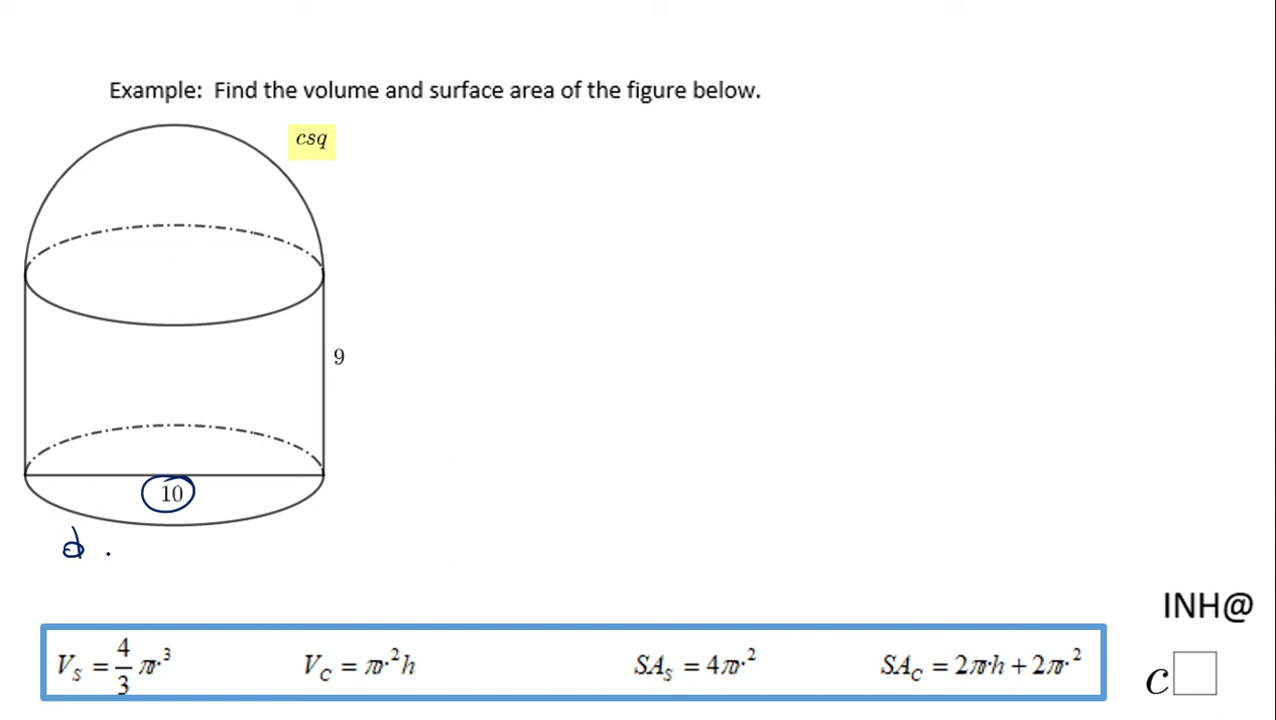 Example: Find the volume and surface area of the figure below.
csq
9
10
d .
INH@
V_s = 4/3 πr³ V_C = πr²h SA_s = 4πr² SA_C = 2πrh + 2πr²
c